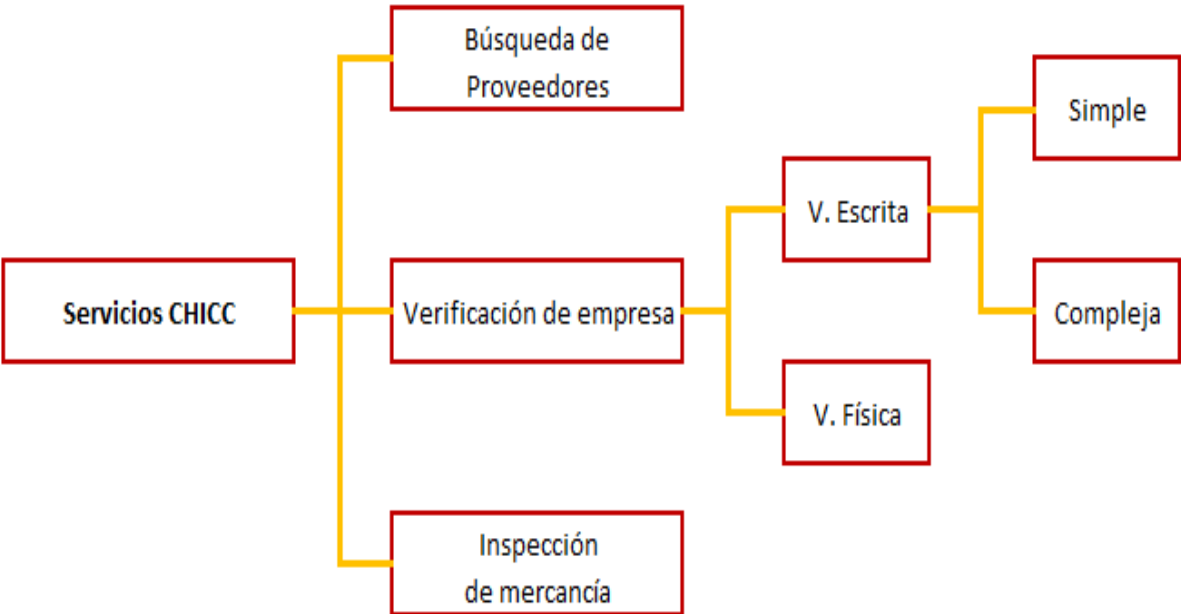 Búsqueda de
Proveedores
Simple
V. Escrita
Servicios CHICC
Verificación de empresa
Compleja
V. Física
Inspección
de mercancía